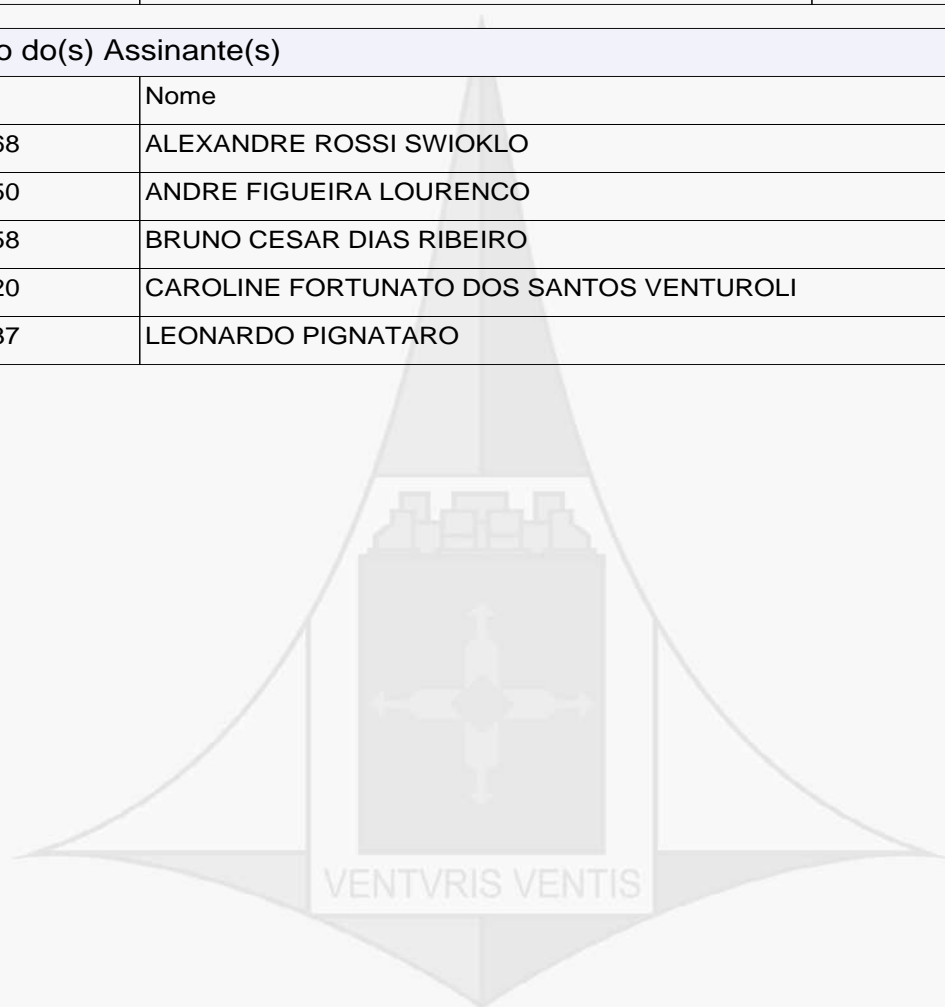 o do(s) Assinante(s)
Nome
68 ALEXANDRE ROSSI SWIOKLO
50 ANDRE FIGUEIRA LOURENCO
58 BRUNO CESAR DIAS RIBEIRO
20 CAROLINE FORTUNATO DOS SANTOS VENTUROLI
37 LEONARDO PIGNATARO
VENTVRIS VENTIS